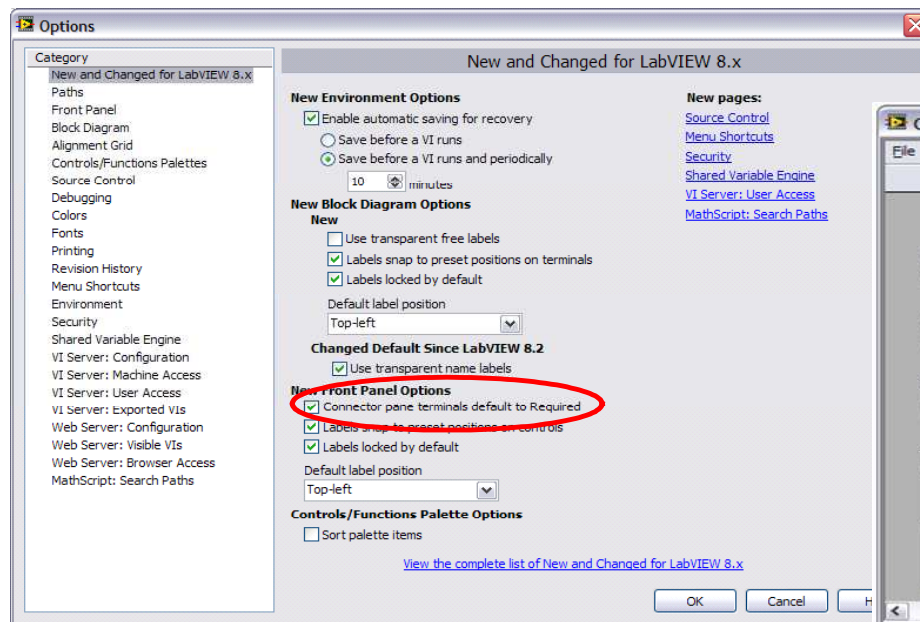 Options
Category
New and Changed for LabVIEW 8.x
Paths
Front Panel
Block Diagram
Alignment Grid
Controls/Functions Palettes
Source Control
Debugging
Colors
Fonts
Printing
Revision History
Menu Shortcuts
Environment
Security
Shared Variable Engine
VI Server: Configuration
VI Server: Machine Access
VI Server: User Access
VI Server: Exported VIs
Web Server: Configuration
Web Server: Visible VIs
Web Server: Browser Access
MathScript: Search Paths
New and Changed for LabVIEW 8.x
New Environment Options
Enable automatic saving for recovery
Save before a VI runs
Save before a VI runs and periodically
10 minutes
New Block Diagram Options
New
Use transparent free labels
Labels snap to preset positions on terminals
Labels locked by default
Default label position
Top-left
Changed Default Since LabVIEW 8.2
Use transparent name labels
New Front Panel Options
Connector pane terminals default to Required
Labels snap to preset positions on controls
Labels locked by default
Default label position
Top-left
Controls/Functions Palette Options
Sort palette items
View the complete list of New and Changed for LabVIEW 8.x
New pages:
Source Control
Menu Shortcuts
Security
Shared Variable Engine
VI Server: User Access
MathScript: Search Paths
OK Cancel H
File